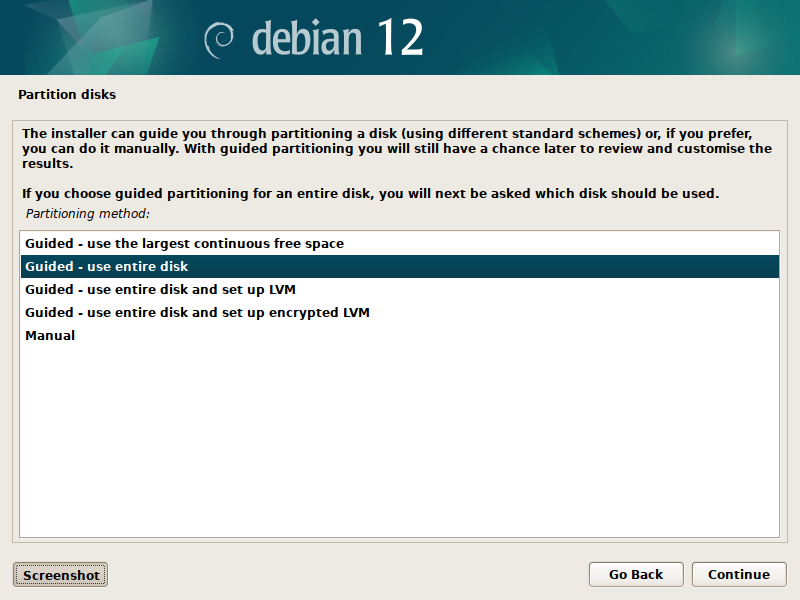 debian 12
Partition disks
The installer can guide you through partitioning a disk (using different standard schemes) or, if you prefer,
you can do it manually. With guided partitioning you will still have a chance later to review and customise the
results.
If you choose guided partitioning for an entire disk, you will next be asked which disk should be used.
Partitioning method:
Guided - use the largest continuous free space
Guided - use entire disk
Guided - use entire disk and set up LVM
Guided - use entire disk and set up encrypted LVM
Manual
Screenshot
Go Back
Continue